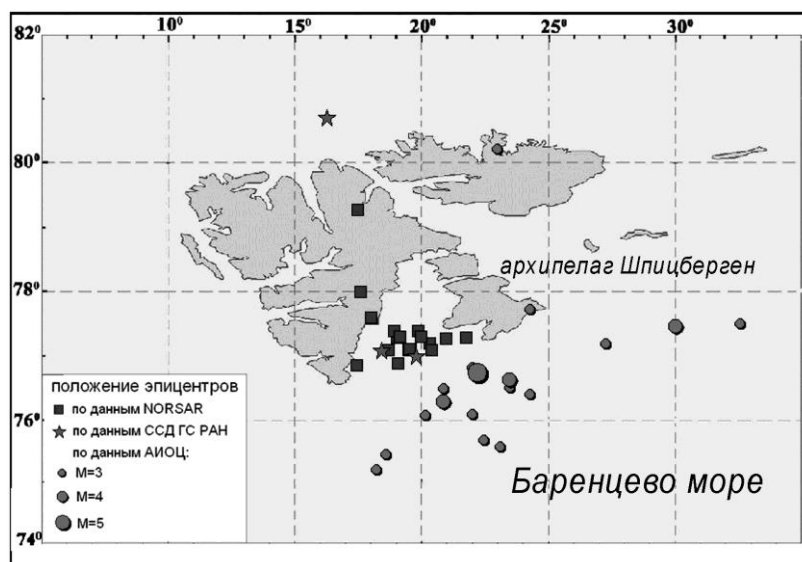 10⁰ 15⁰ 20⁰ 25⁰ 30⁰
82⁰
80⁰
архипелаг Шпицберген
78⁰
положение эпицентров
по данным NORSAR
по данным ССД ГС РАН
по данным АИОЦ:
М=3
М=4
М=5
76⁰
Баренцево море
74⁰